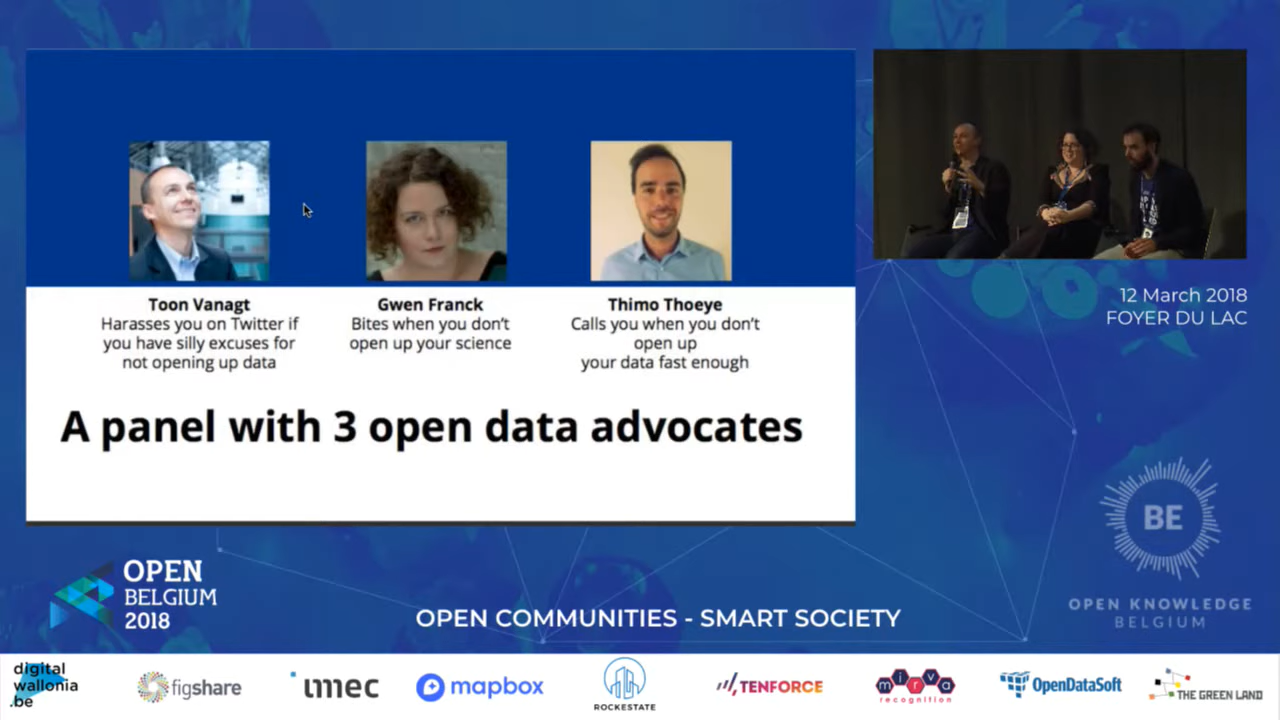 Toon Vanagt
Harasses you on Twitter if
you have silly excuses for
not opening up data
Gwen Franck
Bites when you don't
open up your science
Thimo Thoeye
Calls you when you don't
open up
your data fast enough
A panel with 3 open data advocates
12 March 2018
FOYER DU LAC
BE
OPEN KNOWLEDGE
BELGIUM
OPEN
BELGIUM
2018
OPEN COMMUNITIES - SMART SOCIETY
digital
wallonia
.be
figshare
imec
mapbox
ROCKESTATE
TENFORCE
mirva
recognition
OpenDataSoft
THE GREEN LAND